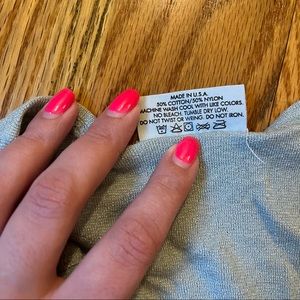 MADE IN U.S.A.
50% COTTON/50% NYLON
MACHINE WASH COOL WITH LIKE COLORS.
NO BLEACH. TUMBLE DRY LOW.
DO NOT TWIST OR WRING. DO NOT IRON.